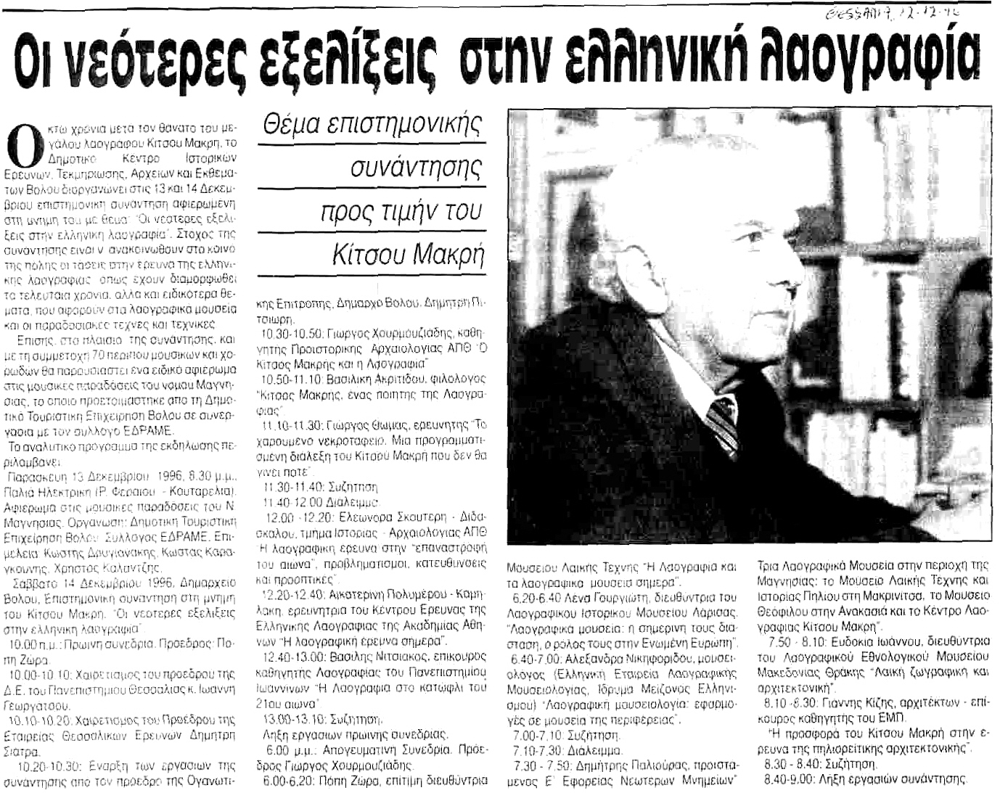 ΘΕΣΣΑΛΙΑ, 12-12-96
Οι νεότερες εξελίξεις στην ελληνική λαογραφία
Οκτώ χρόνια μετά τον θάνατο του με-
γάλου λαογράφου Κίτσου Μακρή, το
Δημοτικό Κέντρο Ιστορικών
Ερευνών, Τεκμηρίωσης, Αρχείων και Εκθεμά-
των Βόλου διοργανώνει στις 13 και 14 Δεκεμ-
βρίου επιστημονική συνάντηση αφιερωμένη
στη μνήμη του με θέμα "Οι νεότερες εξελί-
ξεις στην ελληνική λαογραφία". Στόχος της
συνάντησης είναι ν' ανακοινωθούν στο κοινό
της πόλης οι τάσεις στην έρευνα της ελληνι-
κής λαογραφίας, όπως έχουν διαμορφωθεί
τα τελευταία χρόνια, αλλά και ειδικότερα θέ-
ματα, που αφορούν στα λαογραφικά μουσεία
και οι παραδοσιακές τέχνες και τεχνικές
Επίσης, στο πλαίσιο της συνάντησης, και
με τη συμμετοχή 70 περίπου μουσικών και χο-
ρωδών θα παρουσιαστεί ένα ειδικό αφιέρωμα
στις μουσικές παραδόσεις του νομού Μαγνη-
σίας, το οποίο προετοιμάστηκε από τη Δημο-
τικό Τουριστική Επιχείρηση Βόλου σε συνερ-
γασία με τον σύλλογο ΕΔΡΑΜΕ.
Το αναλυτικό πρόγραμμα της εκδήλωσης πε-
ριλαμβάνει:
Παρασκευή 13 Δεκεμβρίου 1996, 8.30 μ.μ.,
Παλιά Ηλεκτρική (Ρ. Φεραίου - Κουταρέλια).
Αφιέρωμα στις μουσικές παραδόσεις του Ν.
Μαγνησίας. Οργάνωση: Δημοτική Τουριστική
Επιχείρηση Βόλου Σύλλογος ΕΔΡΑΜΕ. Επι-
μέλεια: Κωστής Δρυγιανάκης, Κώστας Καρα-
γκούνης, Χρήστος Καλαντζής.
Σάββατο 14 Δεκεμβρίου 1996, Δημαρχείο
Βόλου, Επιστημονική συνάντηση στη μνήμη
του Κίτσου Μακρή. "Οι νεότερες εξελίξεις
στην ελληνική λαογραφία"
10.00 π.μ.: Πρωινή συνεδρία. Πρόεδρος: Πό-
πη Ζώρα.
10.00-10.10: Χαιρετισμός του προέδρου της
Δ.Ε. του Πανεπιστημίου Θεσσαλίας κ. Ιωάννη
Γεωργάτσου.
10.10-10.20: Χαιρετισμός του Προέδρου της
Εταιρείας Θεσσαλικών Ερευνών Δημήτρη
Σιάτρα.
10.20-10.30: Έναρξη των εργασιών της
συνάντησης από τον πρόεδρο της Ογανωτι-
Θέμα επιστημονικής
συνάντησης
προς τιμήν του
Κίτσου Μακρή
κής Επιτροπής, Δήμαρχο Βόλου, Δημήτρη Πι-
τσιώρη.
10.30-10.50: Γιώργος Χουρμουζιάδης, καθη-
γητής Προϊστορικής Αρχαιολογίας ΑΠΘ "Ο
Κίτσος Μακρής και η Λαογραφία"
10.50-11.10: Βασιλική Ακριτίδου, φιλόλογος
"Κίτσος Μακρής, ένας ποιητής της Λαογρα-
φίας".
11.10-11.30: Γιώργος Θωμάς, ερευνητής "Το
χαρούμενο νεκροταφείο. Μια προγραμματι-
σμένη διάλεξη του Κίτσου Μακρή που δεν θα
γίνει ποτέ".
11.30-11.40: Συζήτηση
11.40-12.00 Διάλειμμα
12.00 -12.20: Ελεωνόρα Σκουτέρη - Διδα-
σκάλου, τμήμα Ιστορίας - Αρχαιολογίας ΑΠΘ
"Η λαογραφική έρευνα στην "επαναστροφή
του αιώνα", προβληματισμοί, κατευθύνσεις
και προοπτικές".
12.20-12.40: Αικατερίνη Πολυμέρου - Καμη-
λάκη, ερευνήτρια του Κέντρου Ερευνας της
Ελληνικής Λαογραφίας της Ακαδημίας Αθη-
νών "Η λαογραφική έρευνα σήμερα".
12.40-13.00: Βασίλης Νιτσιάκος, επίκουρος
καθηγητής Λαογραφίας του Πανεπιστημίου
Ιωαννίνων "Η Λαογραφία στο κατώφλι του
21ου αιώνα".
13.00-13.10: Συζήτηση.
Λήξη εργασιών πρωινής συνεδρίας.
6.00 μ.μ.: Απογευματινή Συνεδρία. Πρόε-
δρος Γιώργος Χουρμουζιάδης.
6.00-6.20: Πόπη Ζώρα, επίτιμη διευθύντρια
Μουσείου Λαϊκής Τέχνης "Η Λαογραφία και
τα λαογραφικά μουσεία σήμερα".
6.20-6.40 Λένα Γουργιώτη, διευθύντρια του
Λαογραφικού Ιστορικού Μουσείου Λάρισας.
"Λαογραφικά μουσεία: η σημερινή τους διά-
σταση, ο ρόλος τους στην Ενωμένη Ευρώπη".
6.40-7.00: Αλεξάνδρα Νικηφορίδου, μουσει-
ολόγος (Ελληνική Εταιρεία Λαογραφικής
Μουσειολογίας, Ίδρυμα Μείζονος Ελληνι-
σμού) "Λαογραφική μουσειολογία: εφαρμο-
γές σε μουσεία της περιφέρειας".
7.00-7.10: Συζήτηση.
7.10-7.30: Διάλειμμα.
7.30 - 7.50: Δημήτρης Παλιούρας, προϊστά-
μενος Ε' Εφορείας Νεωτέρων Μνημείων"
Τρία Λαογραφικά Μουσεία στην περιοχή της
Μαγνησίας: το Μουσείο Λαϊκής Τέχνης και
Ιστορίας Πηλίου στη Μακρινίτσα, το Μουσείο
Θεόφιλου στην Ανακασιά και το Κέντρο Λαο-
γραφίας Κίτσου Μακρή".
7.50 - 8.10: Ευδοκία Ιωάννου, διευθύντρια
του Λαογραφικού Εθνολογικού Μουσείου
Μακεδονίας Θράκης "Λαϊκή ζωγραφική και
αρχιτεκτονική".
8.10 -8.30: Γιάννης Κίζης, αρχιτέκτων - επί-
κουρος καθηγητής του ΕΜΠ.
"Η προσφορά του Κίτσου Μακρή στην έ-
ρευνα της πηλιορείτικης αρχιτεκτονικής".
8.30 - 8.40: Συζήτηση.
8.40-9.00: Λήξη εργασιών συνάντησης.